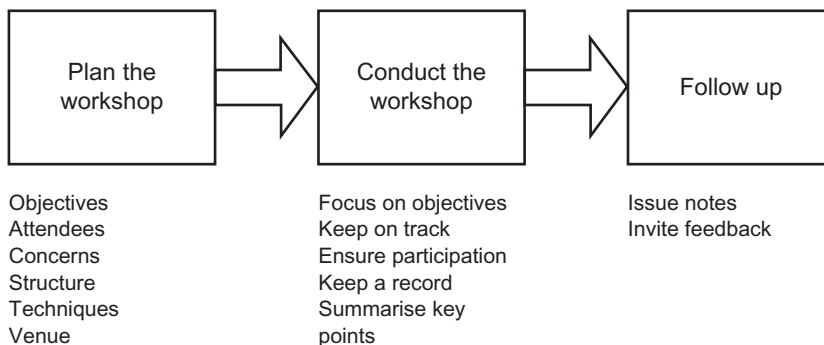 Plan the
workshop
Conduct the
workshop
Follow up
Objectives
Attendees
Concerns
Structure
Techniques
Venue
Focus on objectives
Keep on track
Ensure participation
Keep a record
Summarise key
points
Issue notes
Invite feedback